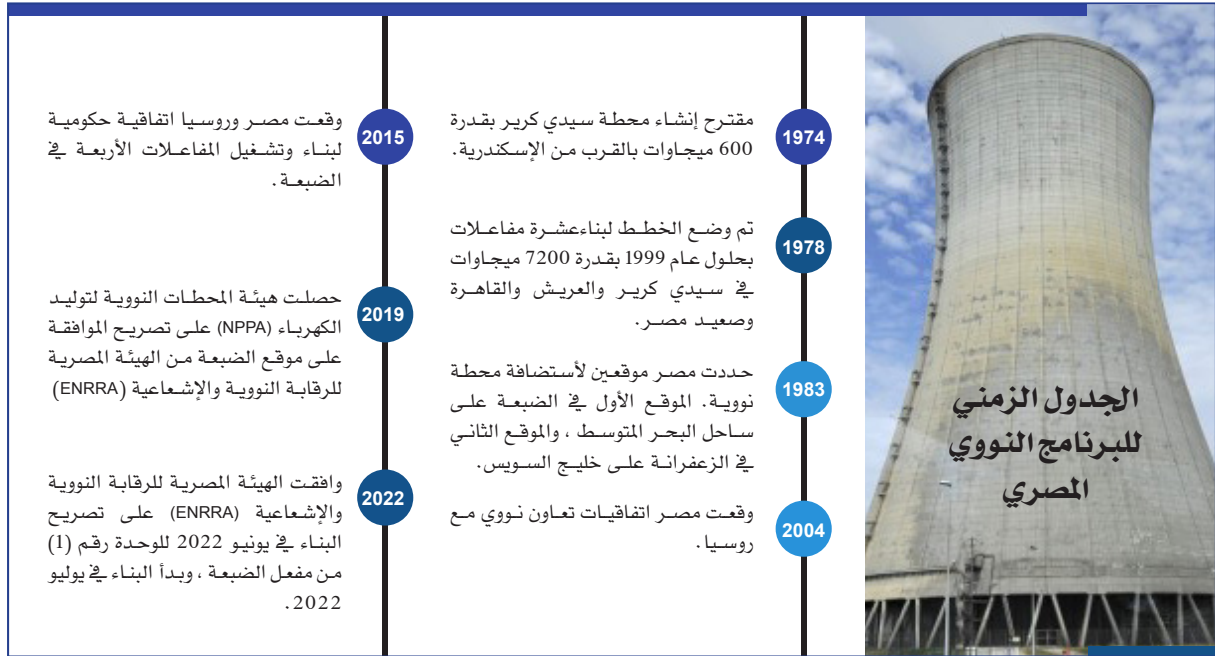 الجدول الزمني
للبرنامج النووي
المصري
1974
مقترح إنشاء محطة سيدي كرير بقدرة
600 ميجاوات بالقرب من الإسكندرية.
1978
تم وضع الخطط لبناءعشرة مفاعلات
بحلول عام 1999 بقدرة 7200 ميجاوات
في سيدي كرير والعريش والقاهرة
وصعيد مصر.
1983
حددت مصر موقعين لأستضافة محطة
نووية. الموقع الأول في الضبعة على
ساحل البحر المتوسط ، والموقع الثاني
في الزعفرانة على خليج السويس.
2004
وقعت مصر اتفاقيات تعاون نووي مع
روسيا.
2015
وقعت مصر وروسيا اتفاقية حكومية
لبناء وتشغيل المفاعلات الأربعة في
الضبعة.
2019
حصلت هيئة المحطات النووية لتوليد
الكهرباء (NPPA) على تصريح الموافقة
على موقع الضبعة من الهيئة المصرية
للرقابة النووية والإشعاعية (ENRRA)
2022
وافقت الهيئة المصرية للرقابة النووية
والإشعاعية (ENRRA) على تصريح
البناء في يونيو 2022 للوحدة رقم (1)
من مفعل الضبعة ، وبدأ البناء في يوليو
2022.